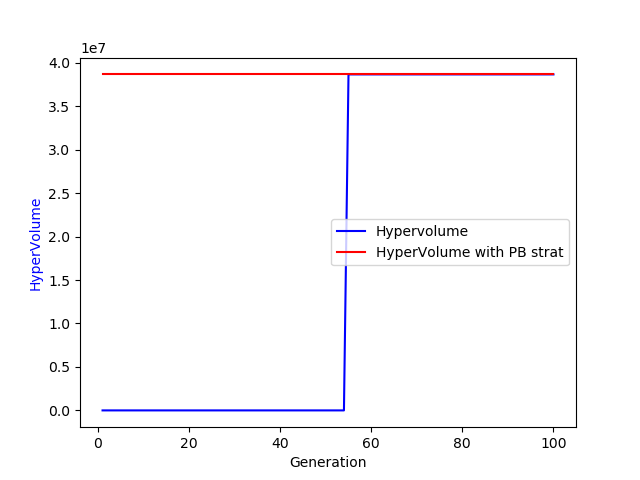 1e7
4.0
3.5
3.0
2.5
2.0
1.5
1.0
0.5
0.0
HyperVolume
Hypervolume
HyperVolume with PB strat
0 20 40 60 80 100
Generation